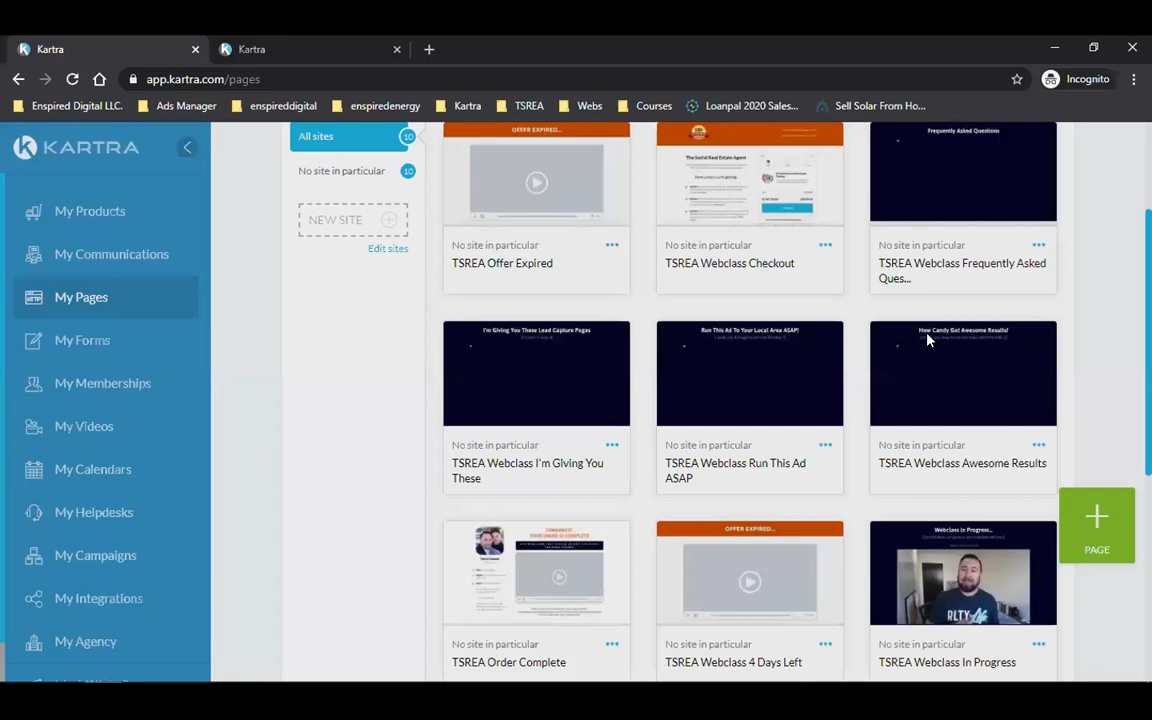 Kartra
Kartra
app.kartra.com/pages
Incognito
Enspired Digital LLC.
Ads Manager
enspireddigital
enspiredenergy
Kartra
TSREA
Webs
Courses
Loanpal 2020 Sales...
Sell Solar From Ho...
KARTRA
My Products
My Communications
My Pages
My Forms
My Memberships
My Videos
My Calendars
My Helpdesks
My Campaigns
My Integrations
My Agency
All sites
10
No site in particular
10
NEW SITE
Edit sites
OFFER EXPIRED...
The Social Real Estate Agent
Frequently Asked Questions
No site in particular
TSREA Offer Expired
No site in particular
TSREA Webclass Checkout
No site in particular
TSREA Webclass Frequently Asked
Ques...
I'm Giving You These Lead Capture Pages
Run This Ad To Your Local Area ASAP!
How Candy Got Awesome Results!
No site in particular
TSREA Webclass I'm Giving You
These
No site in particular
TSREA Webclass Run This Ad
ASAP
No site in particular
TSREA Webclass Awesome Results
OFFER EXPIRED...
Webclass In Progress...
RLTY
No site in particular
TSREA Order Complete
No site in particular
TSREA Webclass 4 Days Left
No site in particular
TSREA Webclass In Progress
PAGE